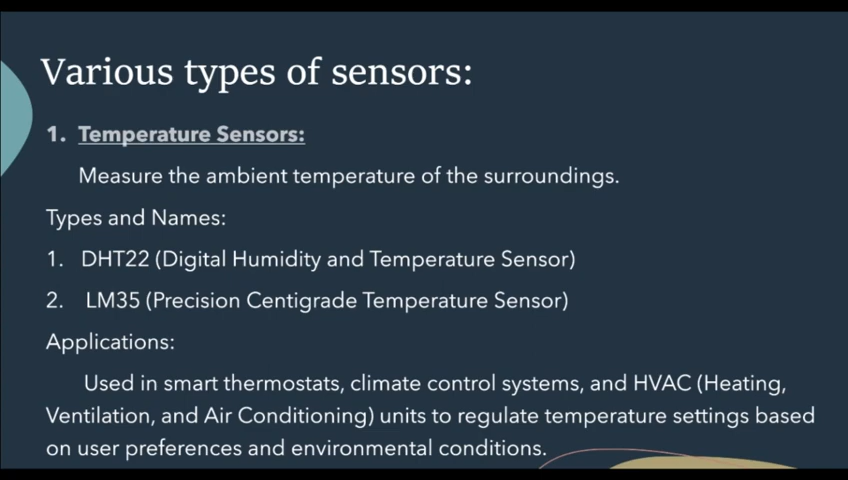 Various types of sensors:
1. Temperature Sensors:
Measure the ambient temperature of the surroundings.
Types and Names:
1. DHT22 (Digital Humidity and Temperature Sensor)
2. LM35 (Precision Centigrade Temperature Sensor)
Applications:
Used in smart thermostats, climate control systems, and HVAC (Heating,
Ventilation, and Air Conditioning) units to regulate temperature settings based
on user preferences and environmental conditions.